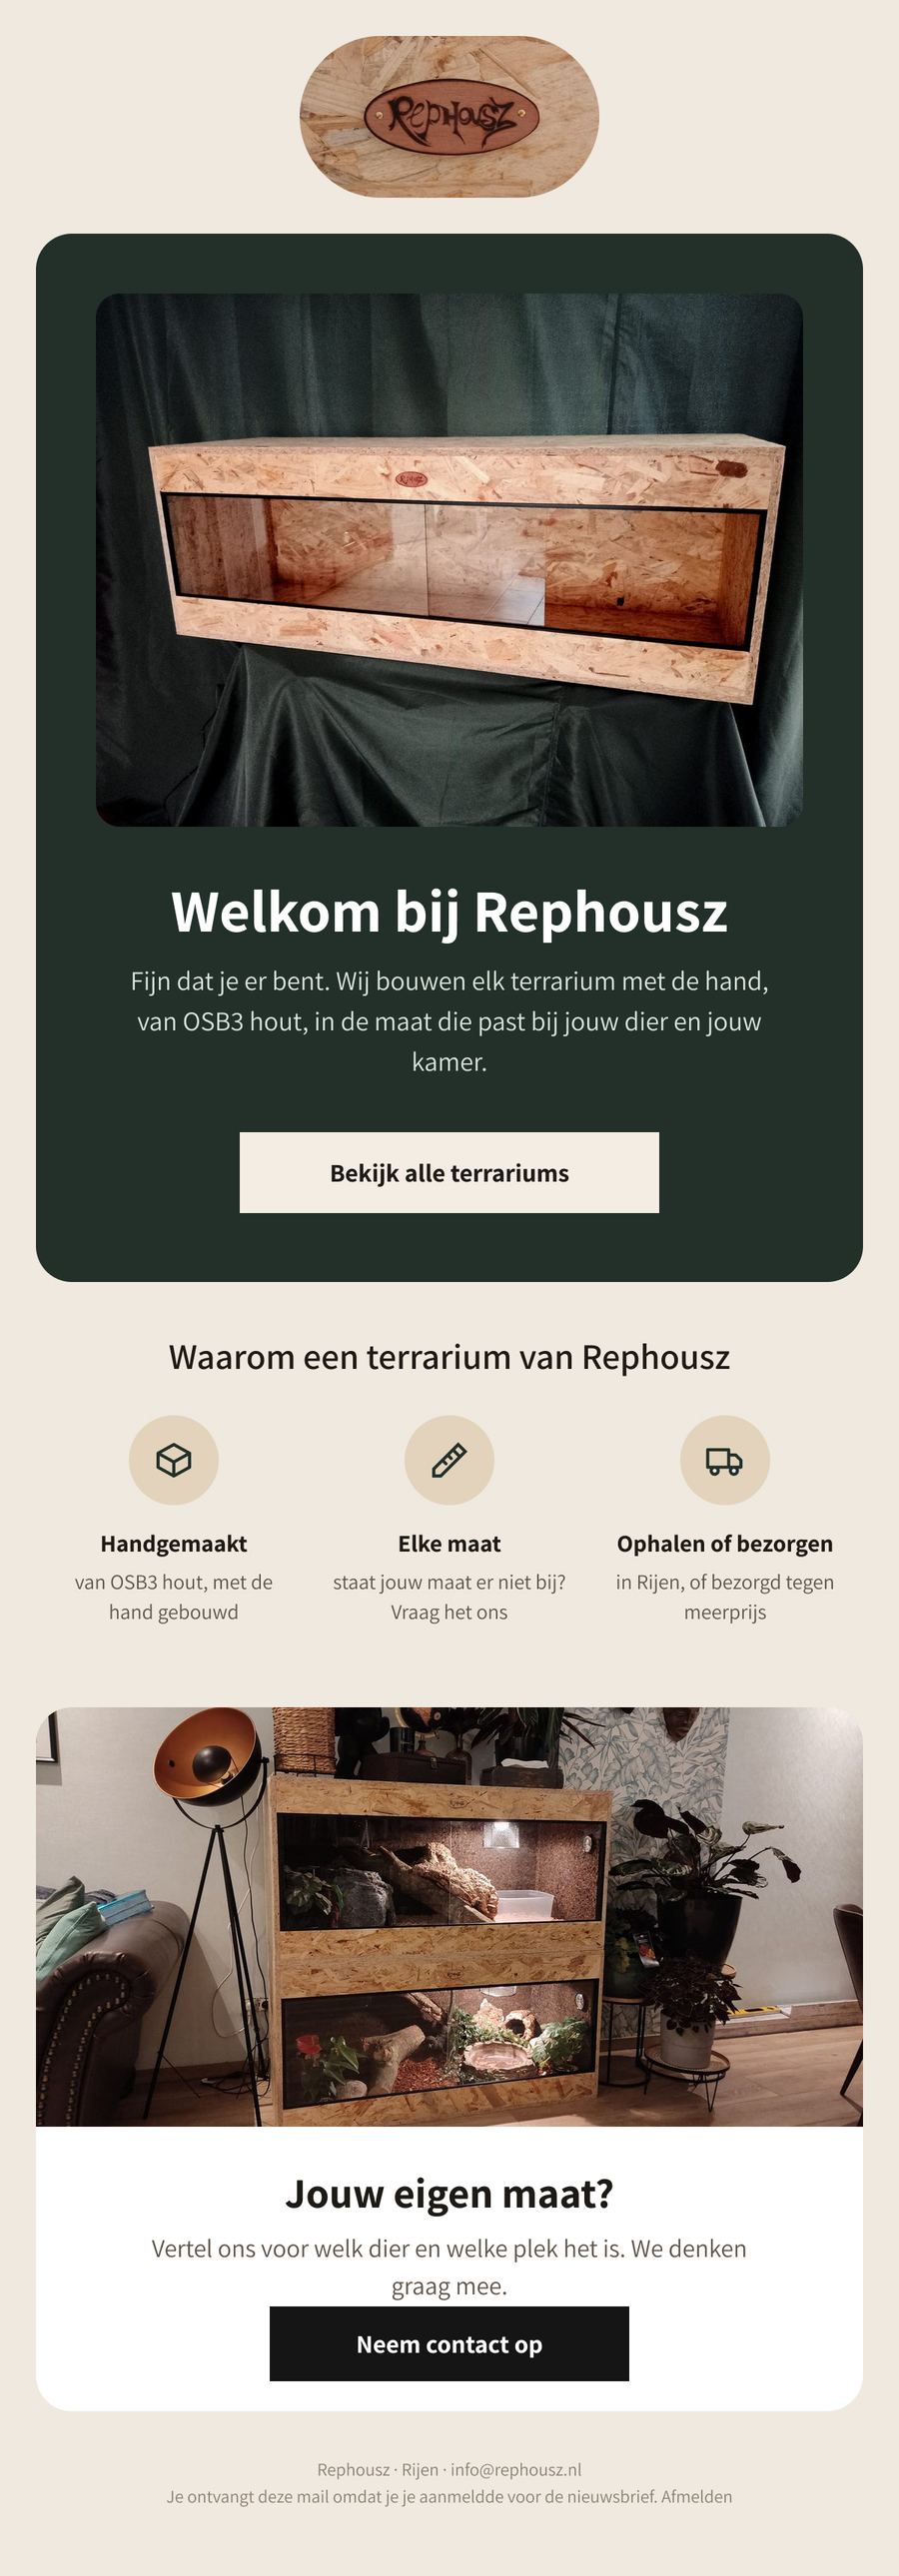 RepHousZ
Welkom bij Rephousz
Fijn dat je er bent. Wij bouwen elk terrarium met de hand,
van OSB3 hout, in de maat die past bij jouw dier en jouw
kamer.
Bekijk alle terrariums
Waarom een terrarium van Rephousz
Handgemaakt
van OSB3 hout, met de
hand gebouwd
Elke maat
staat jouw maat er niet bij?
Vraag het ons
Ophalen of bezorgen
in Rijen, of bezorgd tegen
meerprijs
Jouw eigen maat?
Vertel ons voor welk dier en welke plek het is. We denken
graag mee.
Neem contact op
Rephousz · Rijen · info@rephousz.nl
Je ontvangt deze mail omdat je je aanmeldde voor de nieuwsbrief. Afmelden